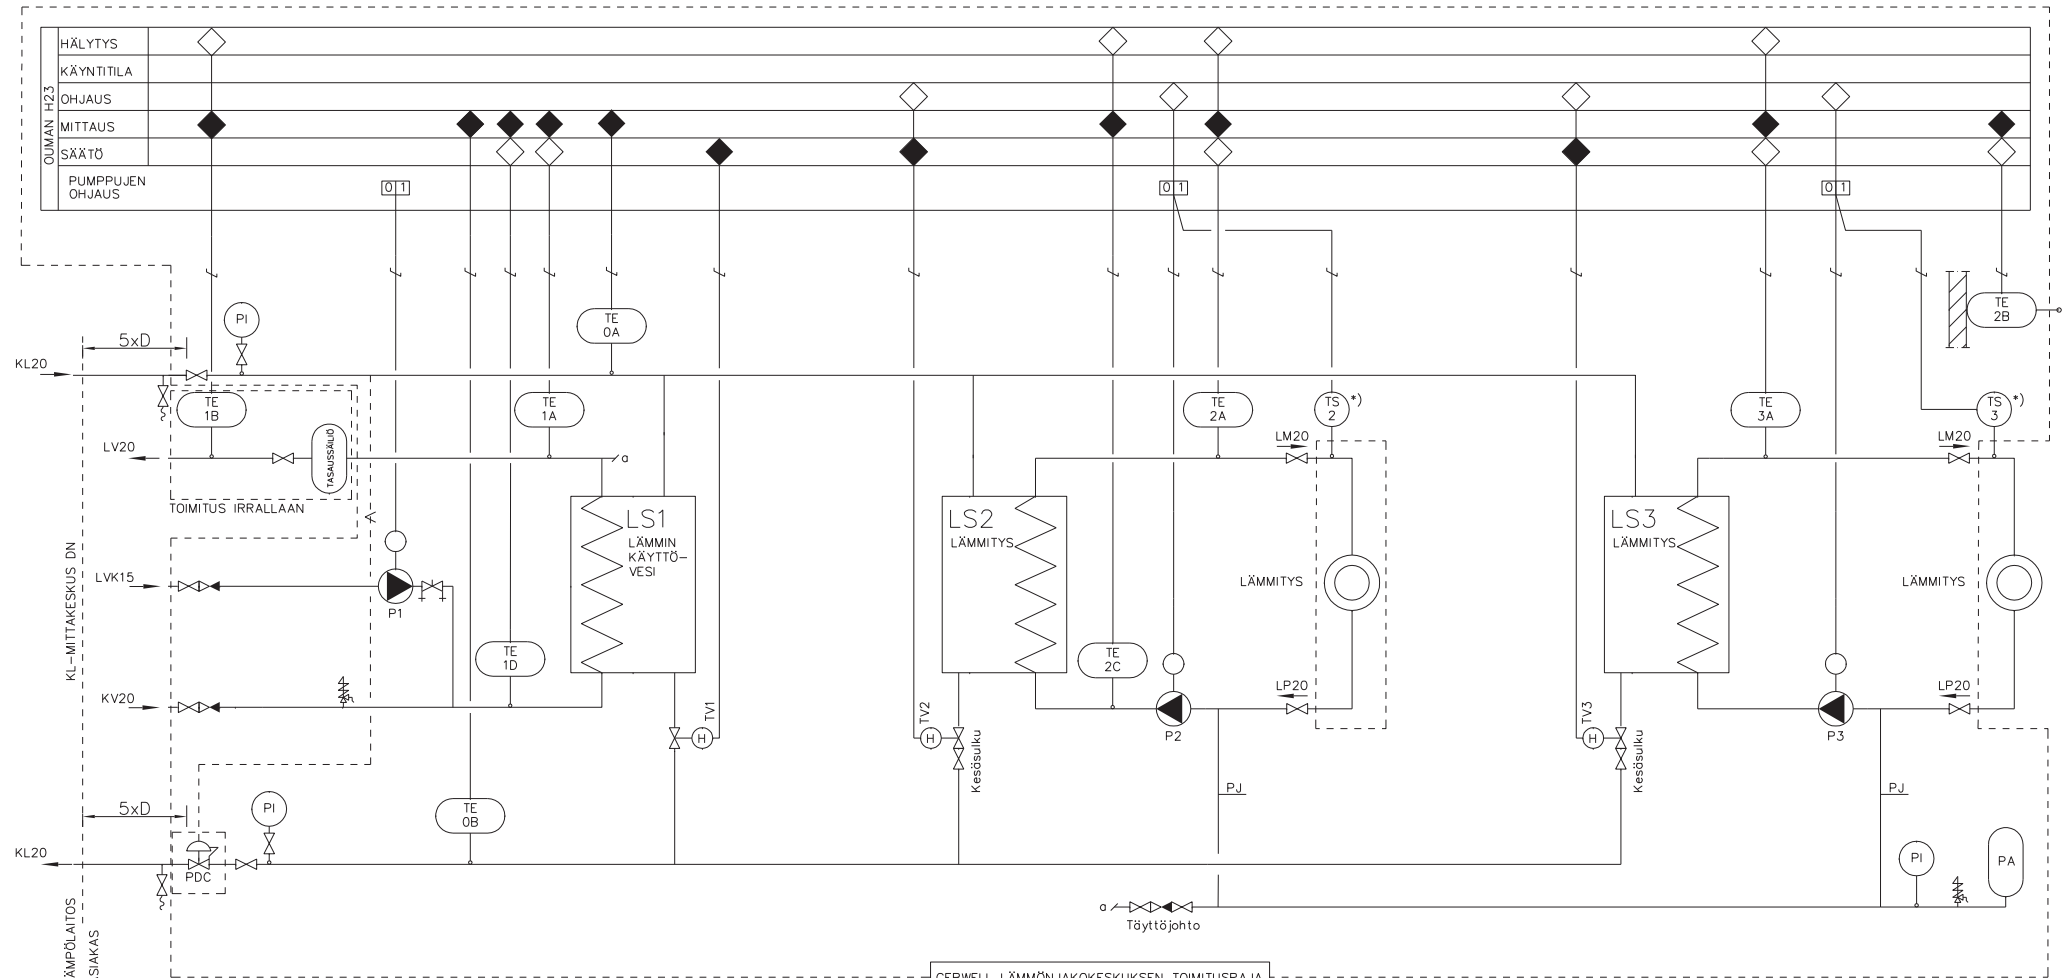 OUMAN H23
HÄLYTYS
KÄYNTITILA
OHJAUS
MITTAUS
SÄÄTÖ
PUMPPUJEN
OHJAUS
0 1
0 1
0 1
PI
TE
0A
TE
2B
5xD
KL20
TE
1B
TE
1A
TE
2A
TS
2
*)
TE
3A
TS
3
*)
LV20
TASAUSSÄILIÖ
a
LM20
LM20
TOIMITUS IRRALLAAN
LS1
LÄMMIN
KÄYTTÖ-
VESI
LS2
LÄMMITYS
LS3
LÄMMITYS
LVK15
P1
LÄMMITYS
LÄMMITYS
KL-MITTAKESKUS DN
TE
1D
TE
2C
KV20
LP20
LP20
TV1
H
TV2
H
Kesäsulku
P2
TV3
H
Kesäsulku
P3
PJ
PJ
5xD
PI
TE
0B
KL20
PDC
PI
PA
a
Täyttöjohto
ÄMPÖLAITOS
SIAKAS
CERWELL LÄMMÖNJAKOKESKUKSEN TOIMITUSRAJA